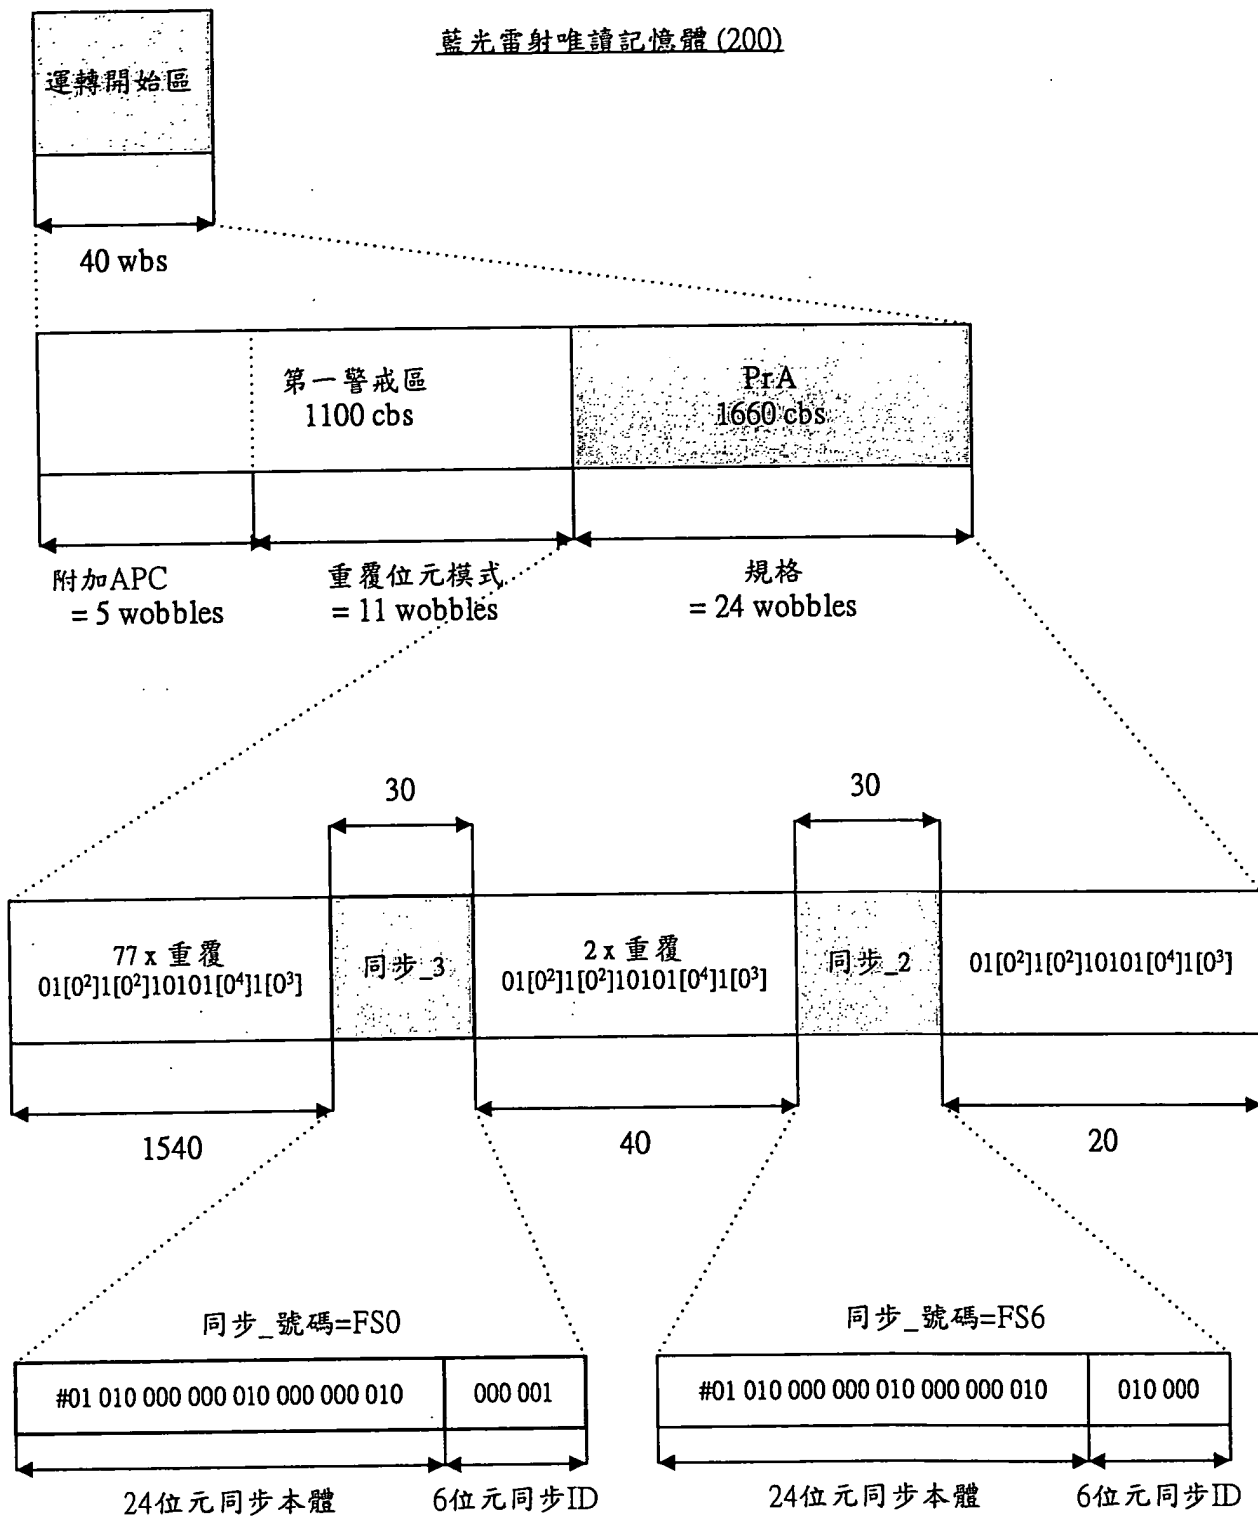 藍光雷射唯讀記憶體 (200)
運轉開始區
40 wbs
第一警戒區
1100 cbs
PrA
1660 cbs
附加APC
= 5 wobbles
重覆位元模式
= 11 wobbles
規格
= 24 wobbles
30
30
77 x 重覆
01[0²]1[0²]10101[0⁴]1[0³]
同步_3
2 x 重覆
01[0²]1[0²]10101[0⁴]1[0³]
同步_2
01[0²]1[0²]10101[0⁴]1[0³]
1540
40
20
同步_號碼=FS0
同步_號碼=FS6
#01 010 000 000 010 000 000 010
000 001
#01 010 000 000 010 000 000 010
010 000
24位元同步本體
6位元同步ID
24位元同步本體
6位元同步ID